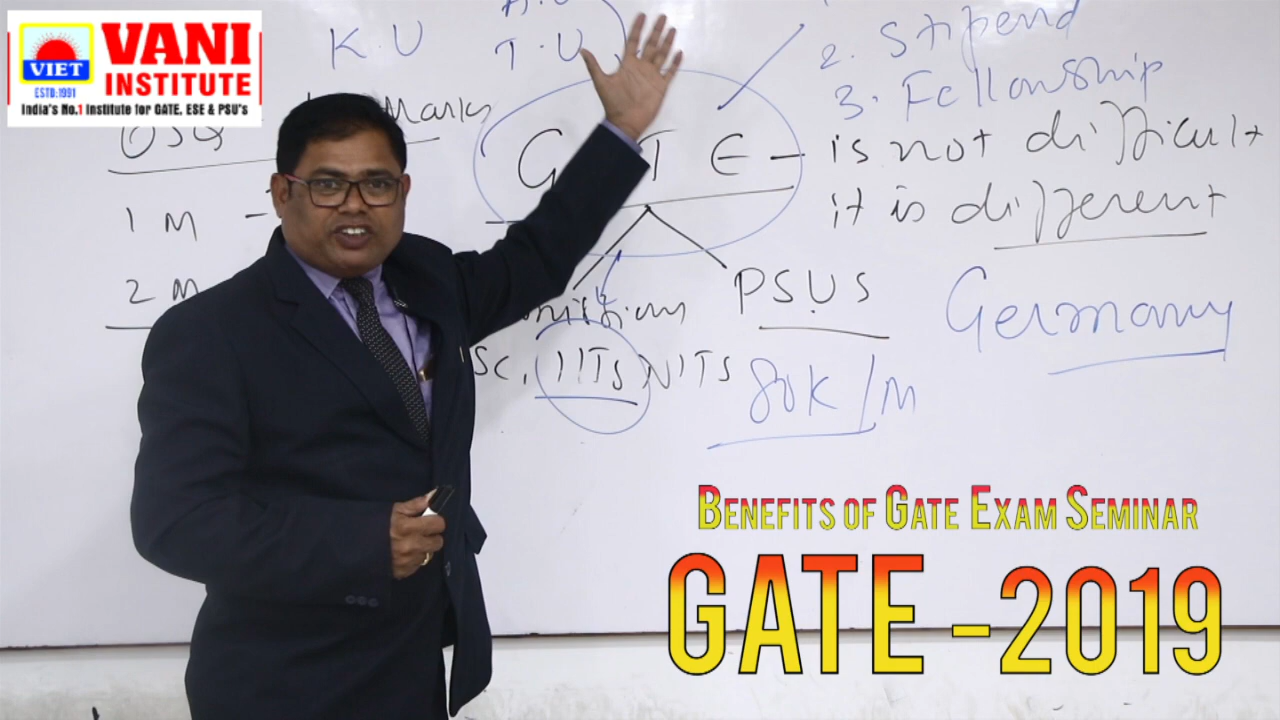 VIET
ESTD:1991
VANI
INSTITUTE
India's No.1 Institute for GATE, ESE & PSU's
K.U
T.U
2. Stipend
3. Fellowship
Marks
G T E - is not difficult
it is different
1 M -
2 M
PSUS
Germany
SC, IITs NITS
80K/M
BENEFITS OF GATE EXAM SEMINAR
GATE - 2019